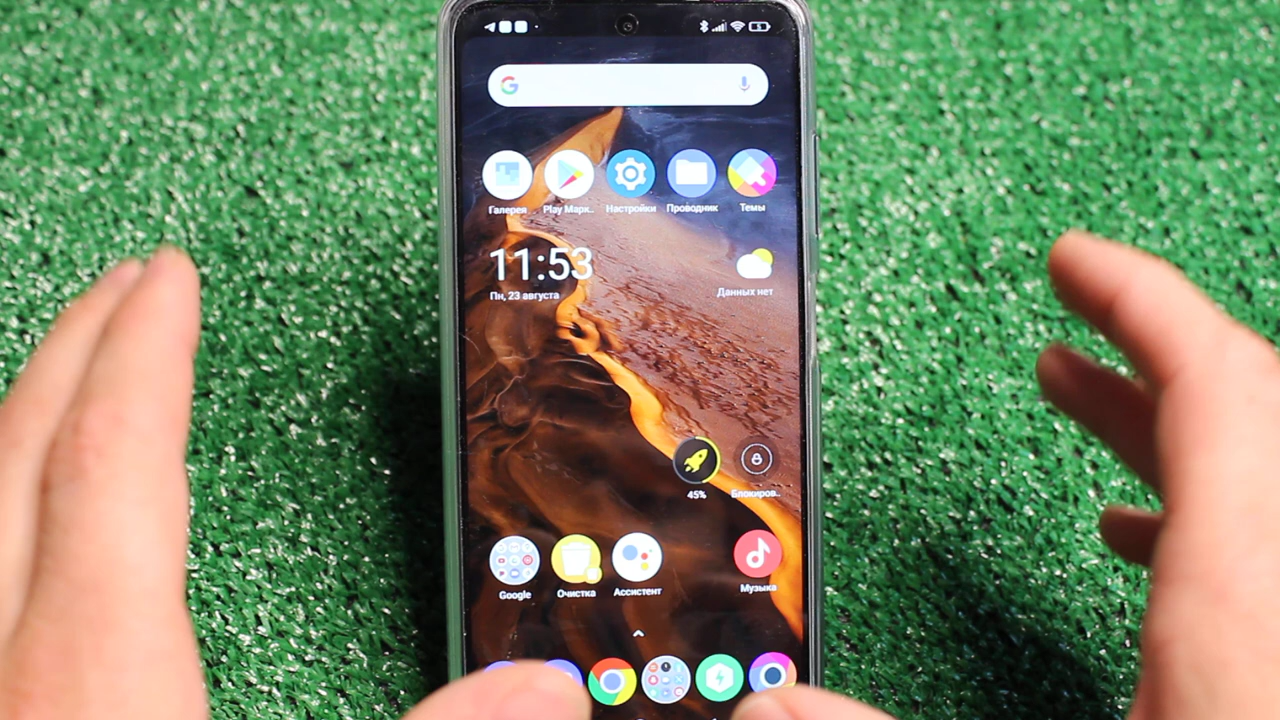 Галерея
Play Марк..
Настройки
Проводник
Темы
11:53
Пн, 23 августа
Данных нет
45%
Блокиров..
Google
Очистка
Ассистент
Музыка